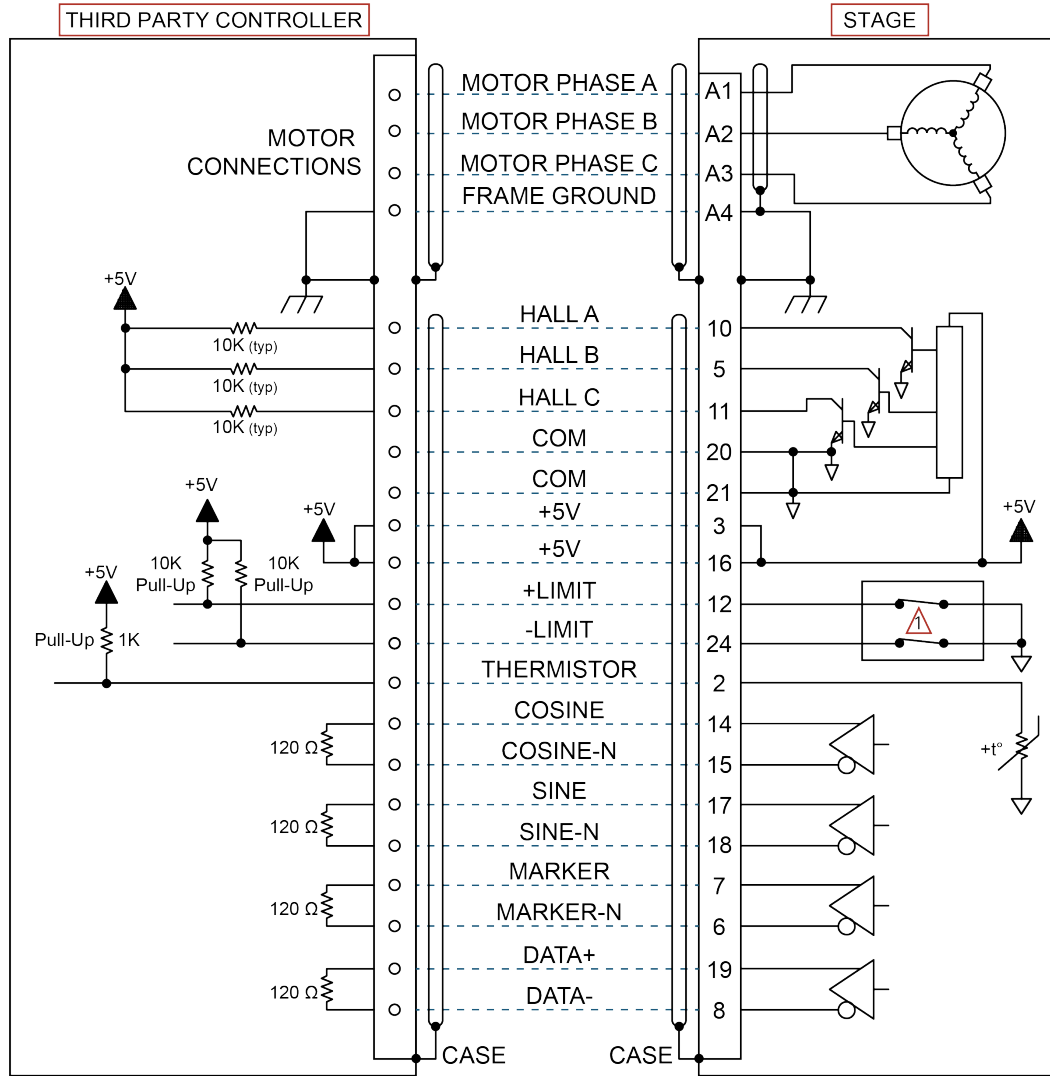 THIRD PARTY CONTROLLER
STAGE
MOTOR
CONNECTIONS
MOTOR PHASE A
MOTOR PHASE B
MOTOR PHASE C
FRAME GROUND
A1
A2
A3
A4
+5V
10K (typ)
10K (typ)
10K (typ)
HALL A
10
HALL B
5
HALL C
11
COM
20
COM
21
+5V
3
+5V
16
+5V
+5V
+5V
10K
Pull-Up
10K
Pull-Up
+5V
Pull-Up
1K
+LIMIT
12
-LIMIT
24
1
THERMISTOR
2
+t°
COSINE
14
COSINE-N
15
120 Ω
SINE
17
SINE-N
18
120 Ω
MARKER
7
MARKER-N
6
120 Ω
DATA+
19
DATA-
8
120 Ω
CASE
CASE